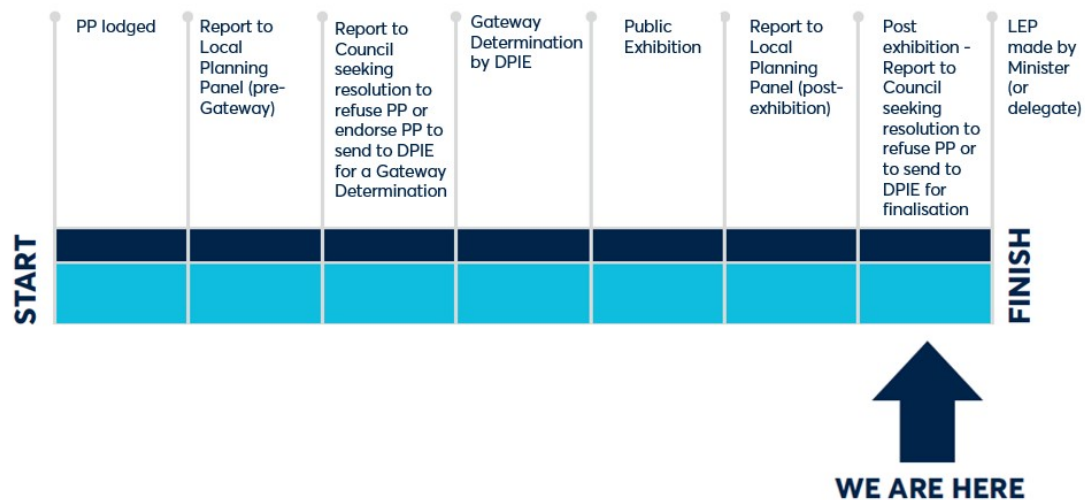 PP lodged
Report to
Local
Planning
Panel (pre-
Gateway)
Report to
Council
seeking
resolution to
refuse PP or
endorse PP to
send to DPIE
for a Gateway
Determination
Gateway
Determination
by DPIE
Public
Exhibition
Report to
Local
Planning
Panel (post-
exhibition)
Post
exhibition -
Report to
Council
seeking
resolution to
refuse PP or
to send to
DPIE for
finalisation
LEP
made by
Minister
(or
delegate)
START
FINISH
WE ARE HERE